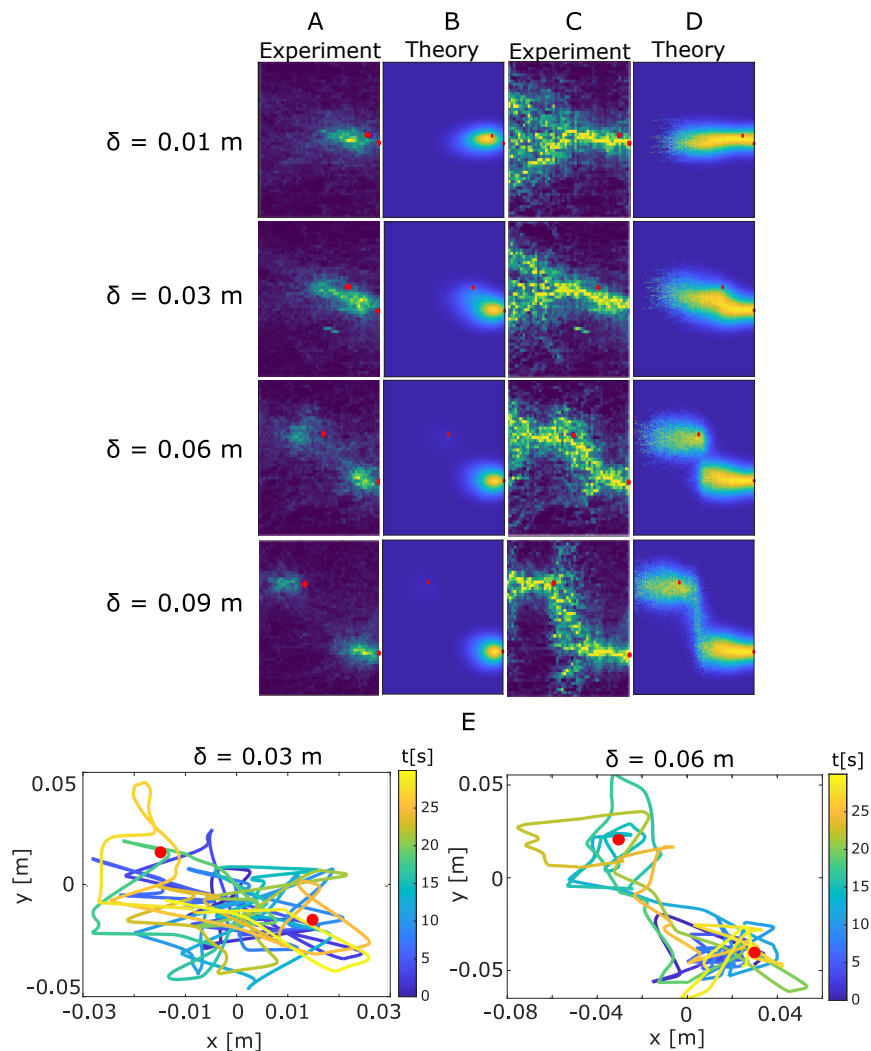 A B C D
Experiment Theory Experiment Theory
δ = 0.01 m
δ = 0.03 m
δ = 0.06 m
δ = 0.09 m
E
δ = 0.03 m t[s] δ = 0.06 m t[s]
0.05 25 0.05 25
20 20
y [m] 0 15 y [m] 0 15
10 10
5 5
-0.05 0 -0.05 0
-0.03 -0.01 0 0.01 0.03 -0.08 -0.04 0 0.04
x [m] x [m]